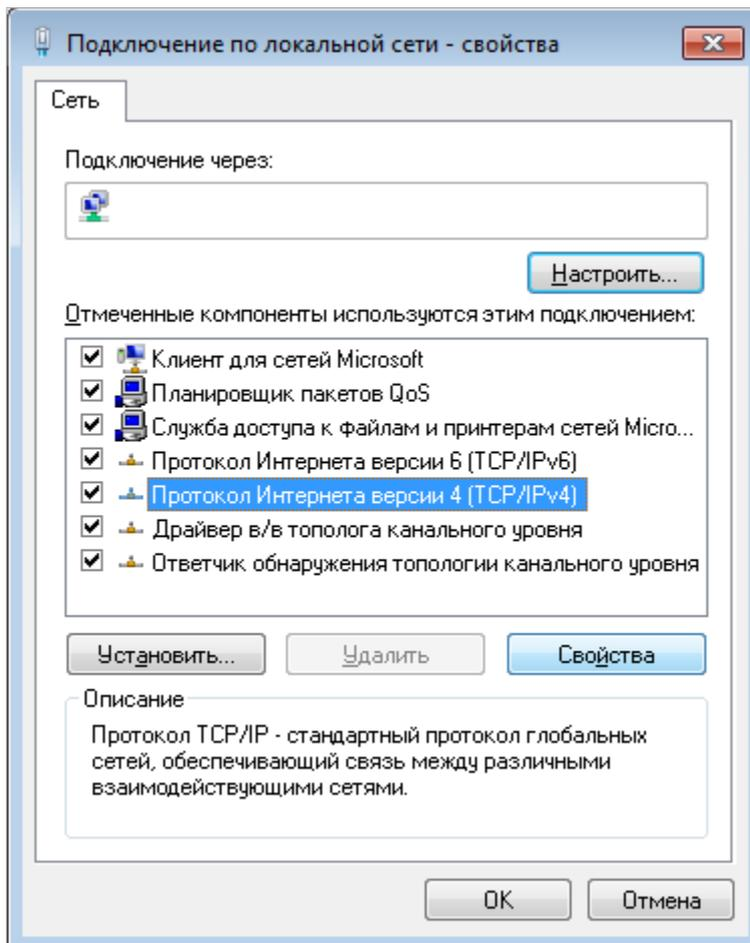 Подключение по локальной сети - свойства
Сеть
Подключение через:
Настроить...
Отмеченные компоненты используются этим подключением:
Клиент для сетей Microsoft
Планировщик пакетов QoS
Служба доступа к файлам и принтерам сетей Micro...
Протокол Интернета версии 6 (TCP/IPv6)
Протокол Интернета версии 4 (TCP/IPv4)
Драйвер в/в тополога канального уровня
Ответчик обнаружения топологии канального уровня
Установить... Удалить Свойства
Описание
Протокол TCP/IP - стандартный протокол глобальных
сетей, обеспечивающий связь между различными
взаимодействующими сетями.
OK Отмена